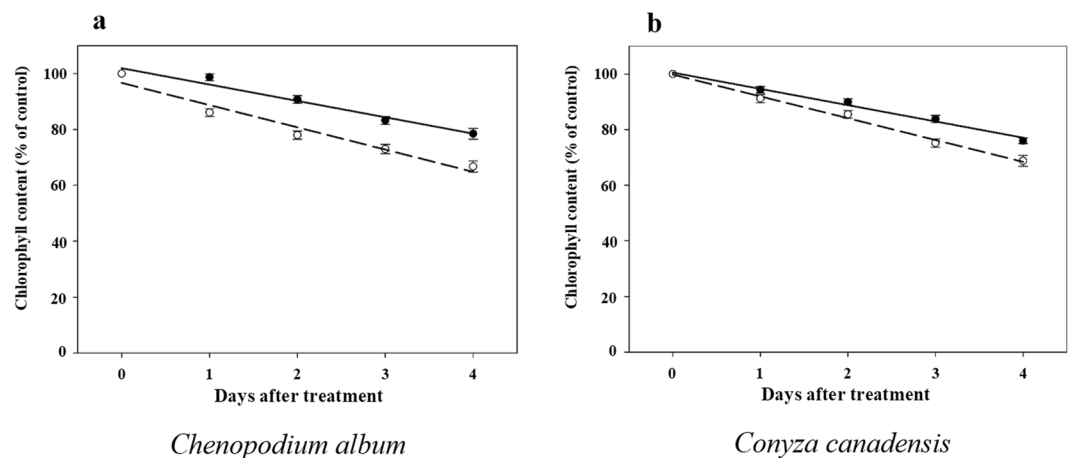 a
Chlorophyll content (% of control)
100
80
60
40
20
0
0 1 2 3 4
Days after treatment
Chenopodium album
b
Chlorophyll content (% of control)
100
80
60
40
20
0
0 1 2 3 4
Days after treatment
Conyza canadensis